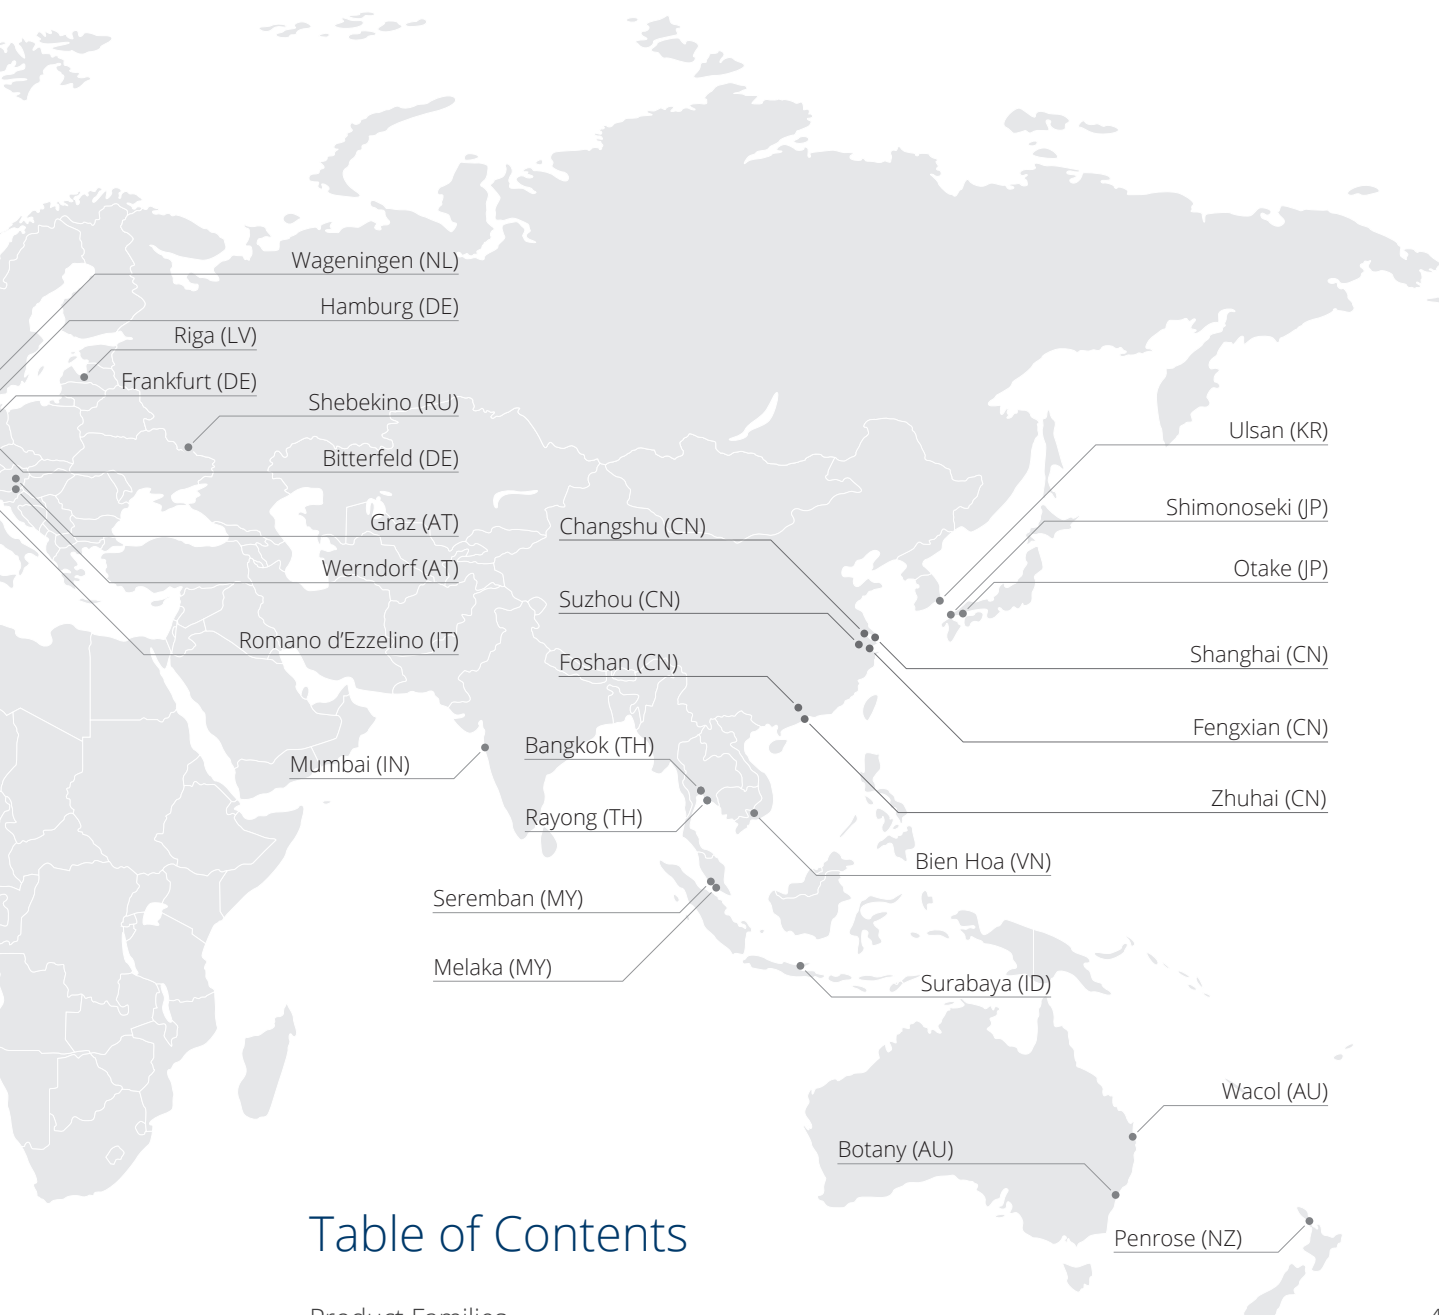 Wageningen (NL)
Hamburg (DE)
Riga (LV)
Frankfurt (DE)
Shebekino (RU)
Bitterfeld (DE)
Graz (AT)
Werndorf (AT)
Romano d’Ezzelino (IT)
Mumbai (IN)
Changshu (CN)
Suzhou (CN)
Foshan (CN)
Bangkok (TH)
Rayong (TH)
Seremban (MY)
Melaka (MY)
Ulsan (KR)
Shimonoseki (JP)
Otake (JP)
Shanghai (CN)
Fengxian (CN)
Zhuhai (CN)
Bien Hoa (VN)
Surabaya (ID)
Wacol (AU)
Botany (AU)
Penrose (NZ)
Table of Contents
Product Families